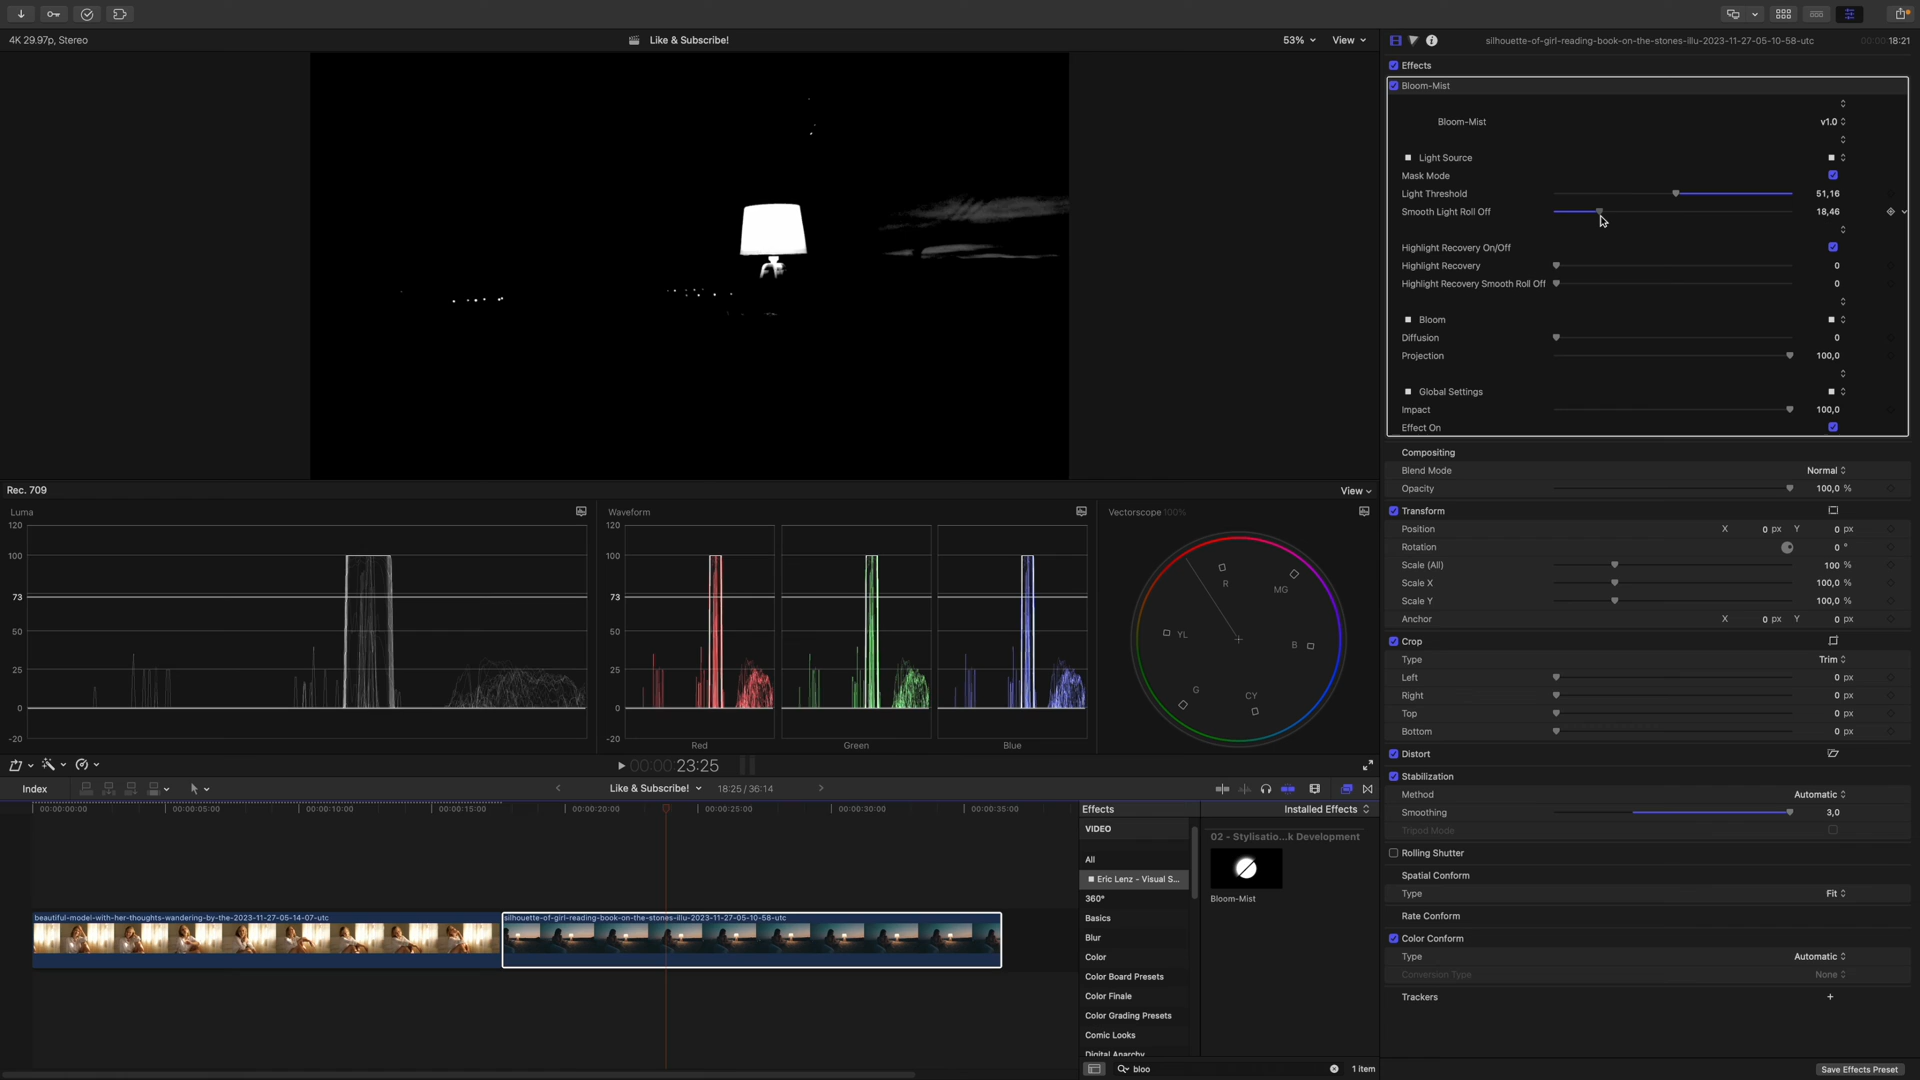 4K 29.97p, Stereo
Like & Subscribe!
53%
View
silhouette-of-girl-reading-book-on-the-stones-illu-2023-11-27-05-10-58-utc
00:00:18:21
Effects
Bloom-Mist
Bloom-Mist
v1.0
Light Source
Mask Mode
Light Threshold
51,16
Smooth Light Roll Off
18,46
Highlight Recovery On/Off
Highlight Recovery
0
Highlight Recovery Smooth Roll Off
0
Bloom
Diffusion
0
Projection
100,0
Global Settings
Impact
100,0
Effect On
Compositing
Blend Mode
Normal
Opacity
100,0 %
Transform
Position
X 0 px Y 0 px
Rotation
0 °
Scale (All)
100 %
Scale X
100,0 %
Scale Y
100,0 %
Anchor
X 0 px Y 0 px
Crop
Type
Trim
Left
0 px
Right
0 px
Top
0 px
Bottom
0 px
Distort
Stabilization
Method
Automatic
Smoothing
3,0
Tripod Mode
Rolling Shutter
Spatial Conform
Type
Fit
Rate Conform
Color Conform
Type
Automatic
Conversion Type
None
Trackers
Save Effects Preset
Rec. 709
View
Luma
120
100
73
50
25
0
-20
Waveform
120
100
73
50
25
0
-20
Red
Green
Blue
Vectorscope 100%
R
MG
YL
B
G
CY
00:00:23:25
Index
Like & Subscribe!
18:25 / 36:14
00:00:00:00
00:00:05:00
00:00:10:00
00:00:15:00
00:00:20:00
00:00:25:00
00:00:30:00
00:00:35:00
beautiful-model-with-her-thoughts-wandering-by-the-2023-11-27-05-14-07-utc
silhouette-of-girl-reading-book-on-the-stones-illu-2023-11-27-05-10-58-utc
Effects
Installed Effects
VIDEO
All
Eric Lenz - Visual S...
360°
Basics
Blur
Color
Color Board Presets
Color Finale
Color Grading Presets
Comic Looks
Digital Anarchy
02 - Stylisatio...k Development
Bloom-Mist
bloo
1 item